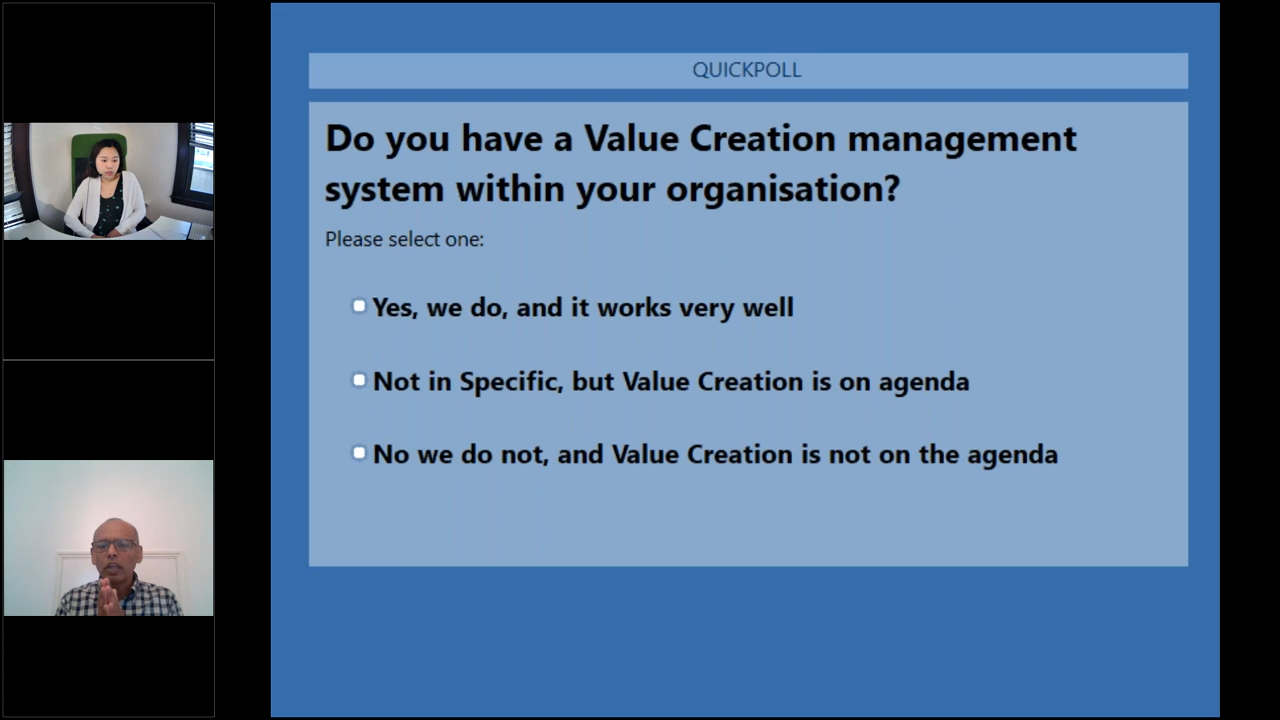 QUICKPOLL
Do you have a Value Creation management
system within your organisation?
Please select one:
Yes, we do, and it works very well
Not in Specific, but Value Creation is on agenda
No we do not, and Value Creation is not on the agenda